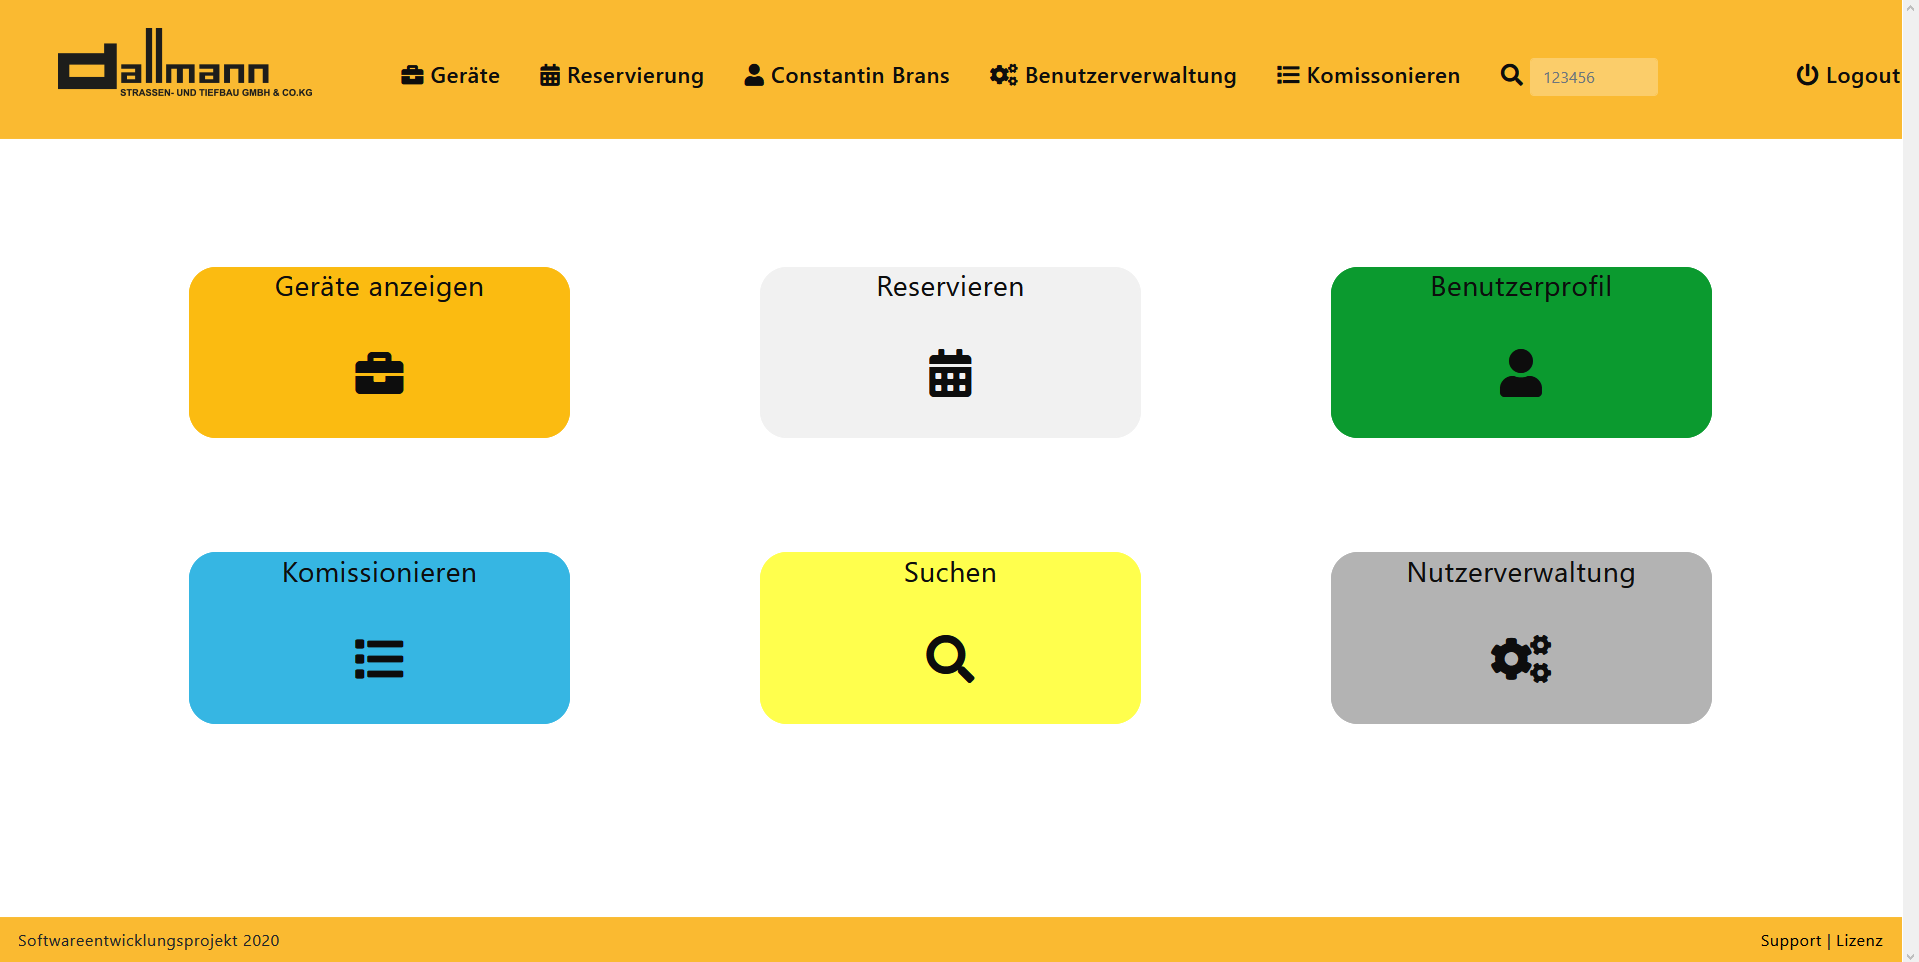 dallmann
STRASSEN- UND TIEFBAU GMBH & CO.KG
Geräte Reservierung Constantin Brans Benutzerverwaltung Komissonieren 123456 Logout
Geräte anzeigen Reservieren Benutzerprofil
Komissionieren Suchen Nutzerverwaltung
Softwareentwicklungsprojekt 2020 Support | Lizenz